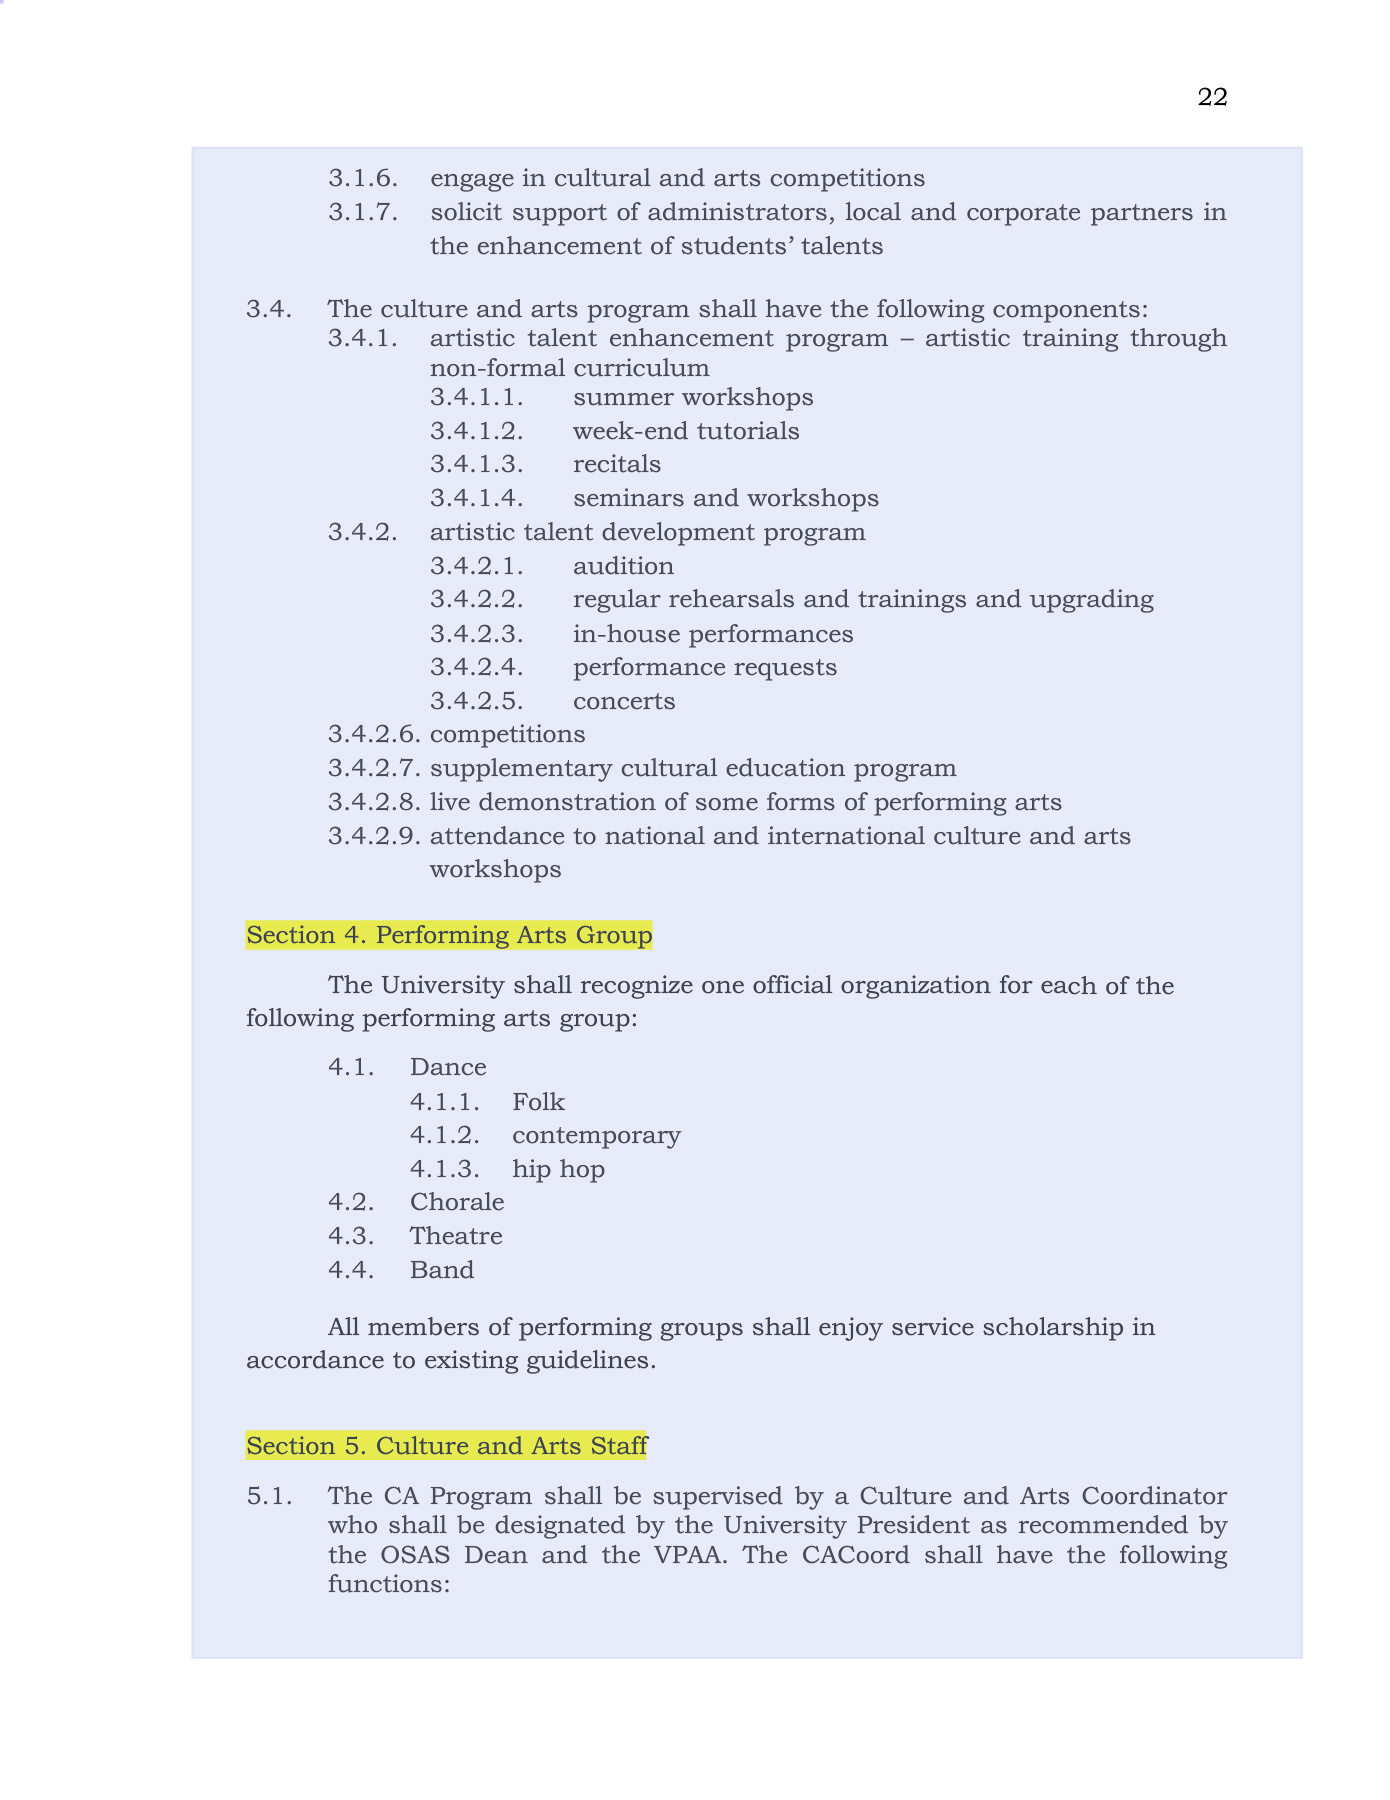 22
3.1.6. engage in cultural and arts competitions
3.1.7. solicit support of administrators, local and corporate partners in
the enhancement of students’ talents
3.4. The culture and arts program shall have the following components:
3.4.1. artistic talent enhancement program – artistic training through
non-formal curriculum
3.4.1.1. summer workshops
3.4.1.2. week-end tutorials
3.4.1.3. recitals
3.4.1.4. seminars and workshops
3.4.2. artistic talent development program
3.4.2.1. audition
3.4.2.2. regular rehearsals and trainings and upgrading
3.4.2.3. in-house performances
3.4.2.4. performance requests
3.4.2.5. concerts
3.4.2.6. competitions
3.4.2.7. supplementary cultural education program
3.4.2.8. live demonstration of some forms of performing arts
3.4.2.9. attendance to national and international culture and arts
workshops
Section 4. Performing Arts Group
The University shall recognize one official organization for each of the
following performing arts group:
4.1. Dance
4.1.1. Folk
4.1.2. contemporary
4.1.3. hip hop
4.2. Chorale
4.3. Theatre
4.4. Band
All members of performing groups shall enjoy service scholarship in
accordance to existing guidelines.
Section 5. Culture and Arts Staff
5.1. The CA Program shall be supervised by a Culture and Arts Coordinator
who shall be designated by the University President as recommended by
the OSAS Dean and the VPAA. The CACoord shall have the following
functions: